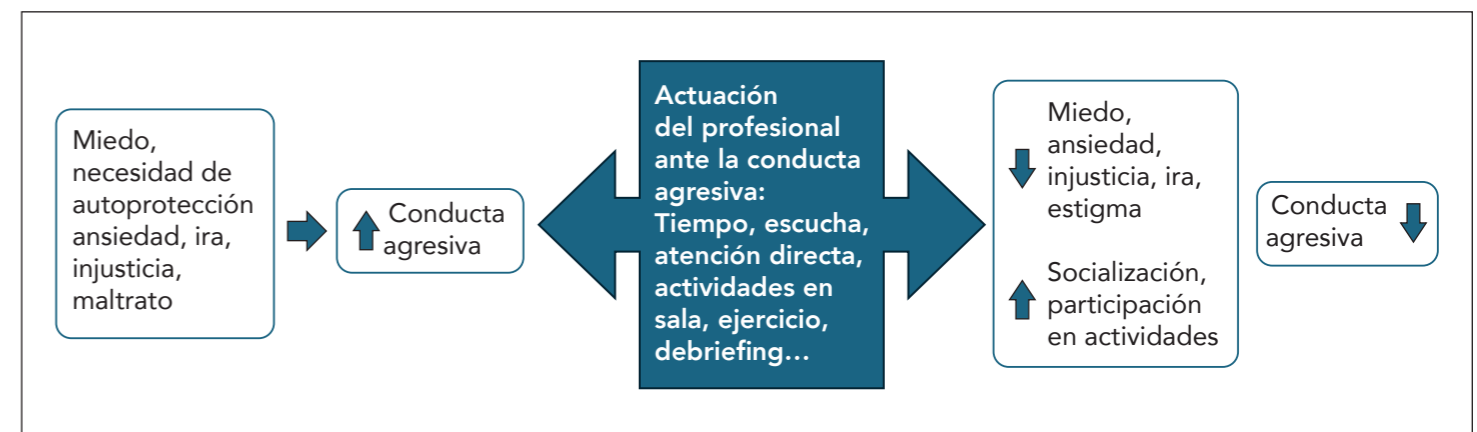 Miedo,
necesidad de
autoprotección
ansiedad, ira,
injusticia,
maltrato
Conducta
agresiva
Actuación
del profesional
ante la conducta
agresiva:
Tiempo, escucha,
atención directa,
actividades en
sala, ejercicio,
debriefing…
Miedo,
ansiedad,
injusticia, ira,
estigma
Socialización,
participación
en actividades
Conducta
agresiva